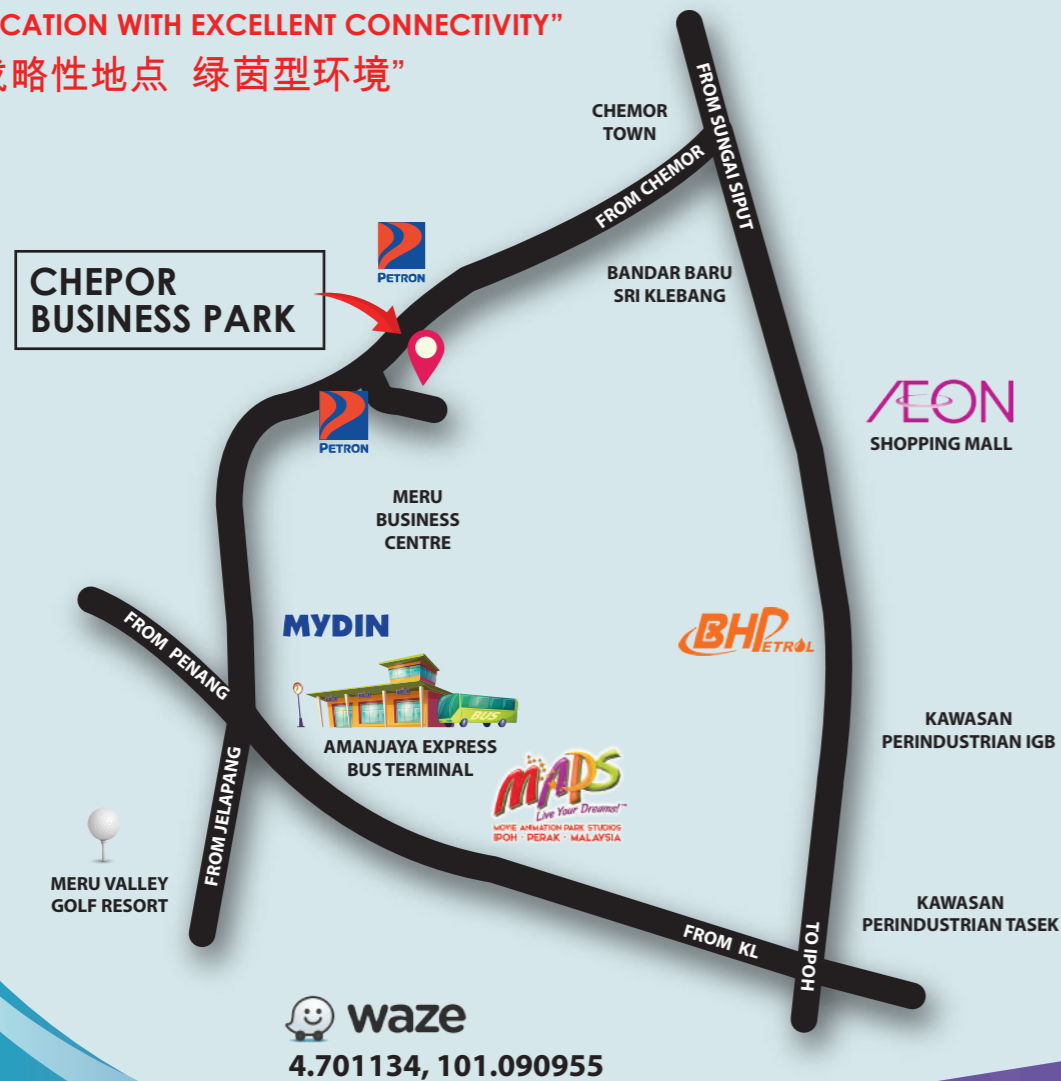 WITH EXCELLENT CONNECTIVITY”
略性地点 绿茵型环境”
CHEMOR
TOWN
FROM SUNGAI SIPUT
FROM CHEMOR
PETRON
CHEPOR
BUSINESS PARK
BANDAR BARU
SRI KLEBANG
PETRON
ÆON
SHOPPING MALL
MERU
BUSINESS
CENTRE
FROM PENANG
MYDIN
BHPETROL
BUS
AMANJAYA EXPRESS
BUS TERMINAL
KAWASAN
PERINDUSTRIAN IGB
MAPS
Live Your Dreams!™
MOVIE ANIMATION PARK STUDIOS
IPOH · PERAK · MALAYSIA
FROM JELAPANG
MERU VALLEY
GOLF RESORT
KAWASAN
PERINDUSTRIAN TASEK
FROM KL
TO IPOH
waze
4.701134, 101.090955